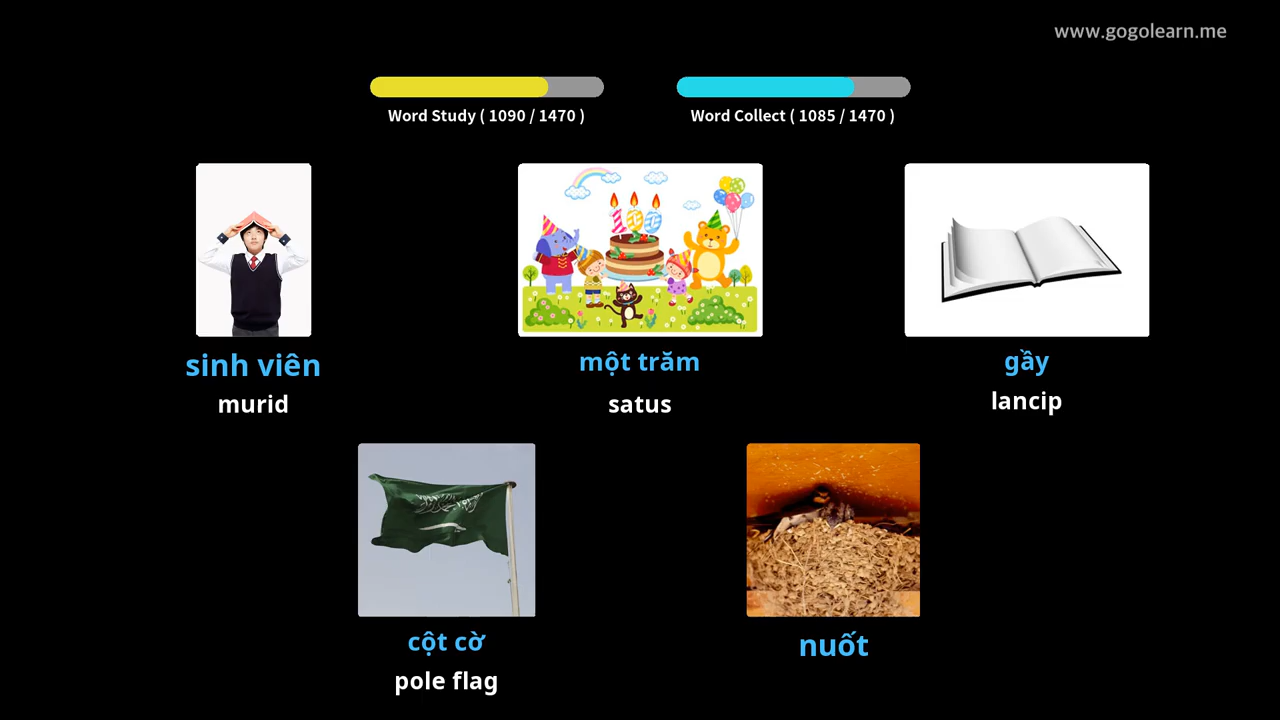 www.gogolearn.me
Word Study ( 1090 / 1470 )
Word Collect ( 1085 / 1470 )
sinh viên
murid
một trăm
satus
gầy
lancip
cột cờ
pole flag
nuốt